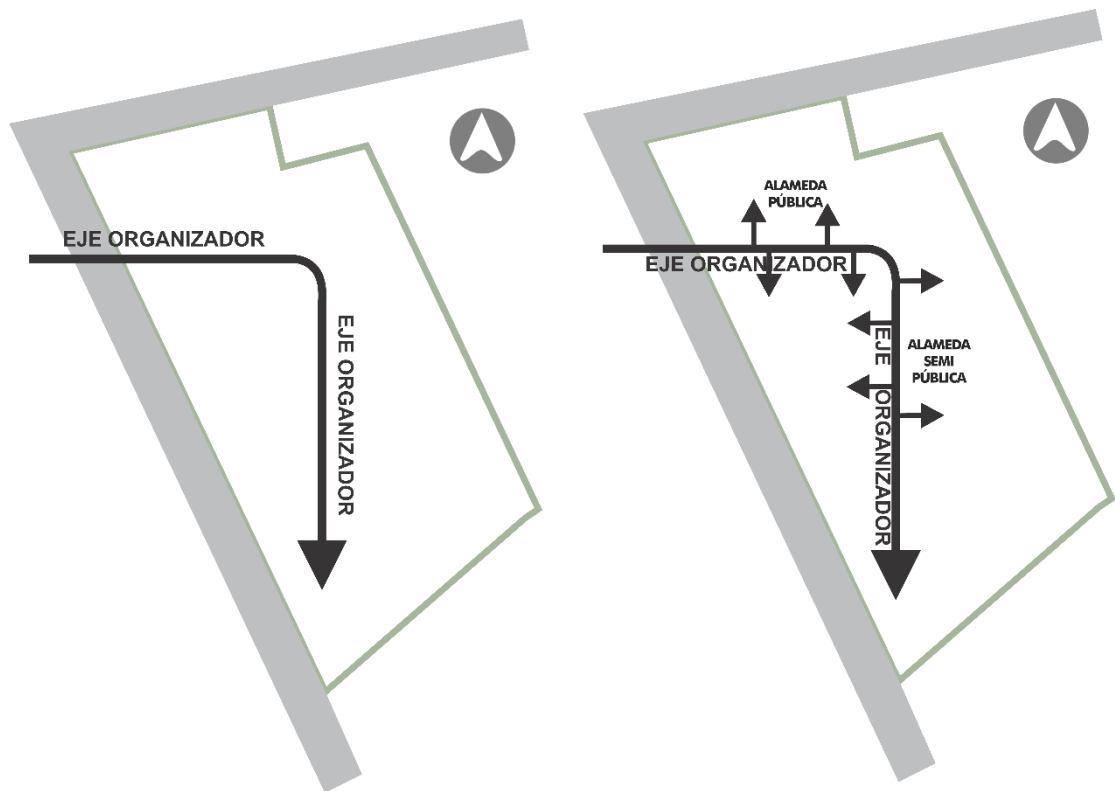 EJE ORGANIZADOR
EJE ORGANIZADOR
ALAMEDA
PÚBLICA
EJE ORGANIZADOR
EJE ORGANIZADOR
ALAMEDA
SEMI
PÚBLICA